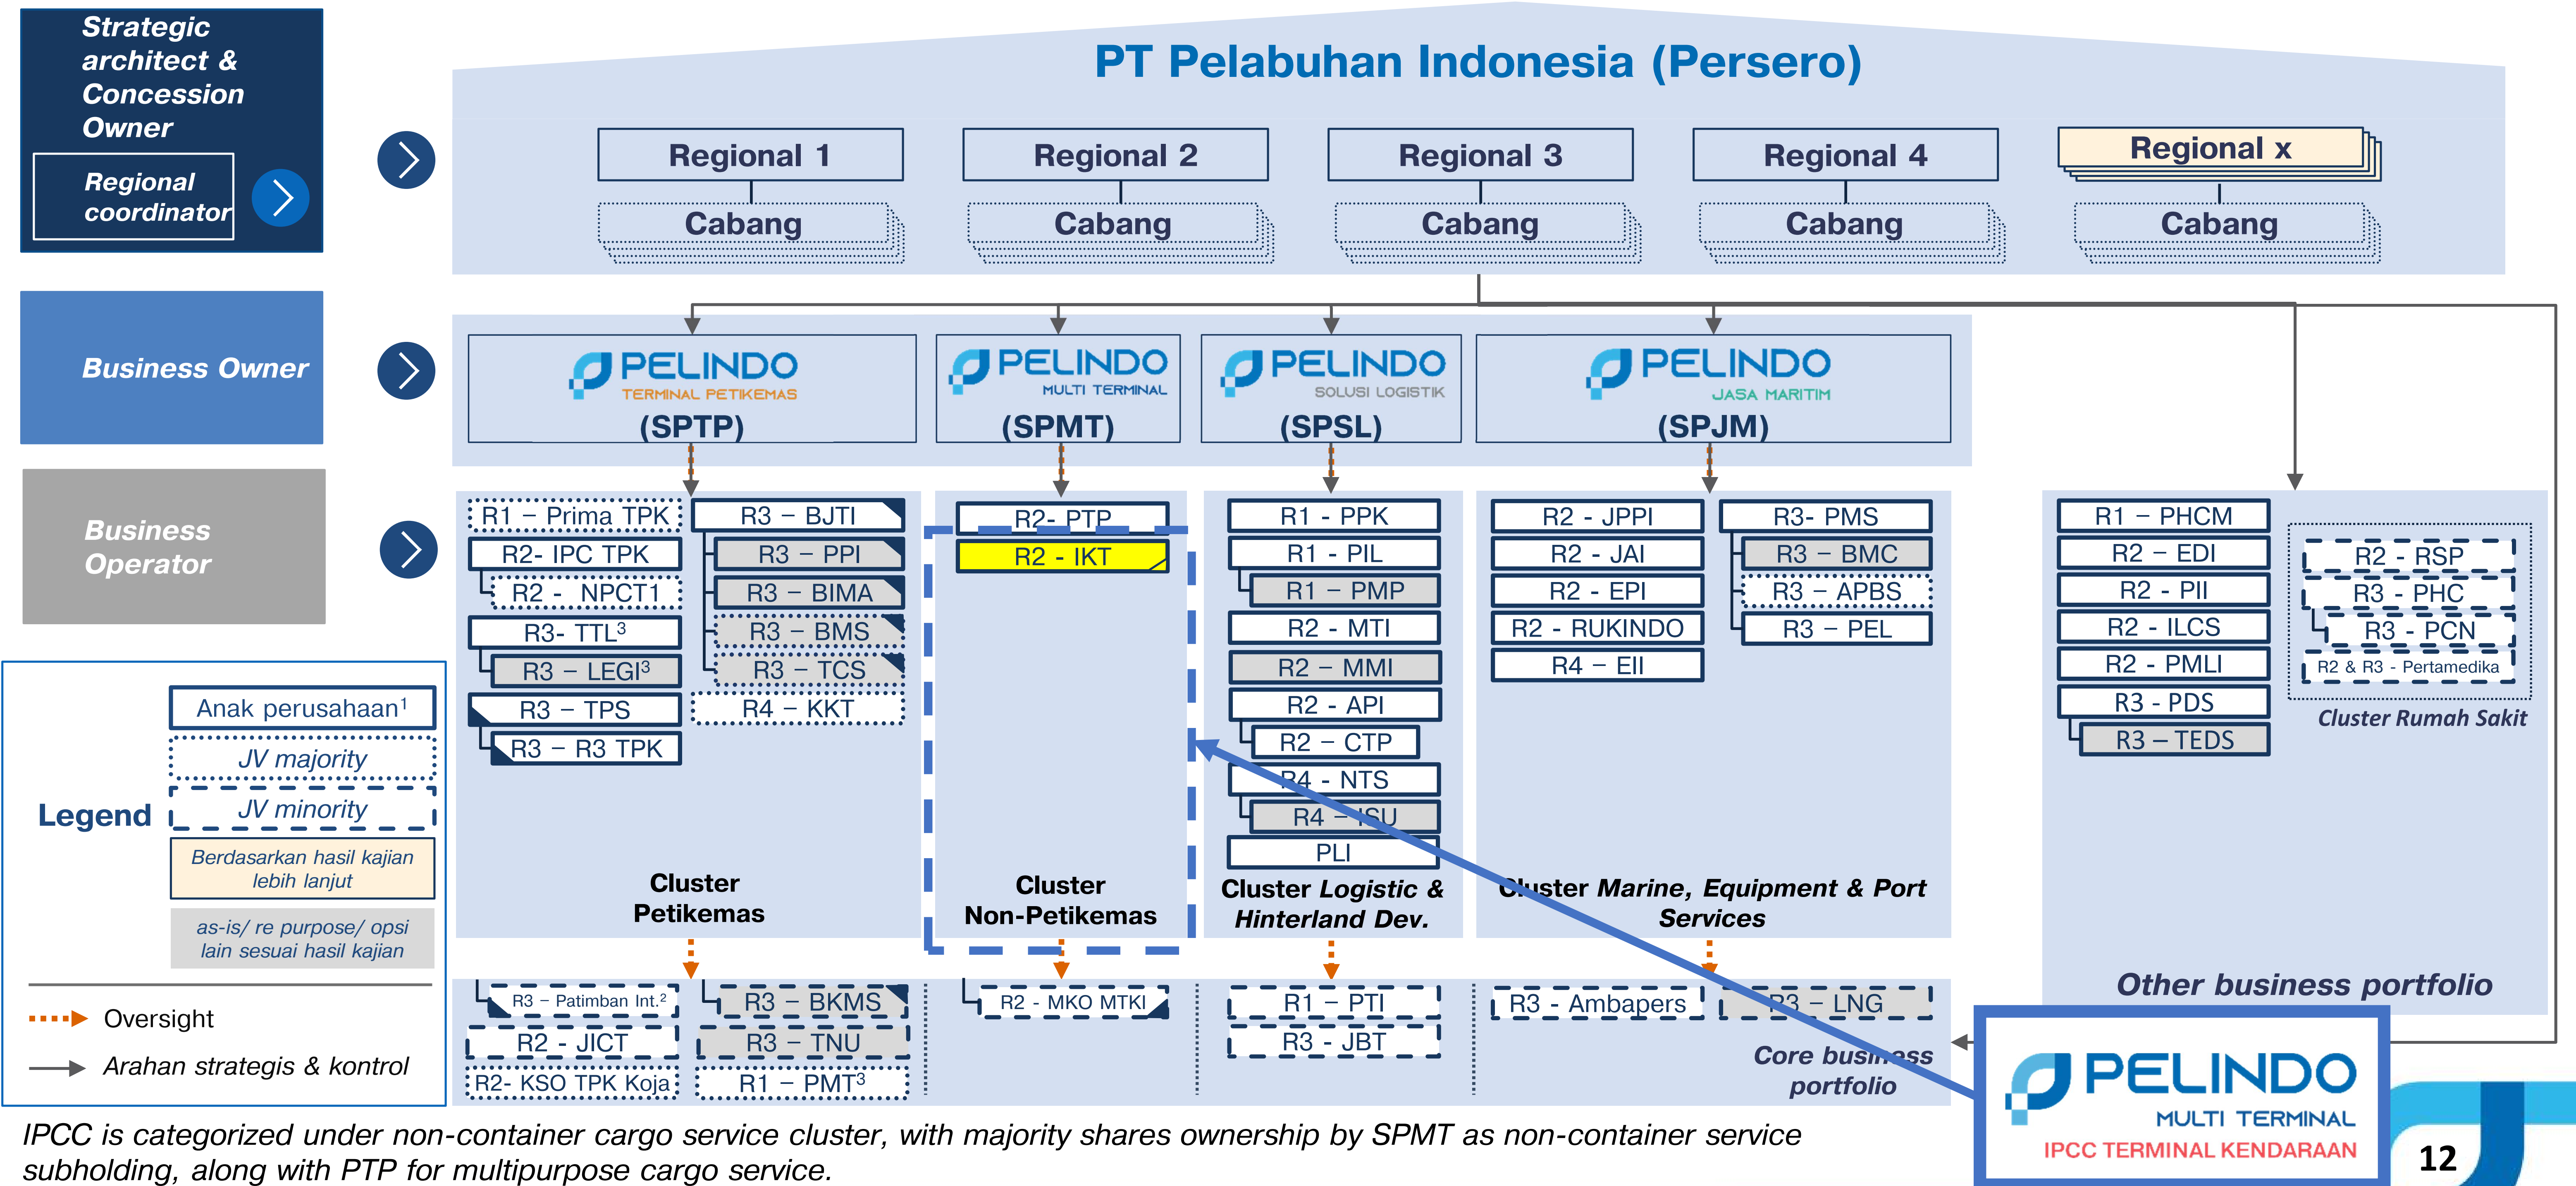 Strategic
architect &
Concession
Owner
Regional
coordinator
PT Pelabuhan Indonesia (Persero)
Regional 1
Regional 2
Regional 3
Regional 4
Regional x
Cabang
Cabang
Cabang
Cabang
Cabang
Business Owner
PELINDO
TERMINAL PETIKEMAS
(SPTP)
PELINDO
MULTI TERMINAL
(SPMT)
PELINDO
SOLUSI LOGISTIK
(SPSL)
PELINDO
JASA MARITIM
(SPJM)
Business
Operator
R1 – Prima TPK
R2- IPC TPK
R2 - NPCT1
R3- TTL³
R3 – LEGI³
R3 – TPS
R3 – R3 TPK
R3 – BJTI
R3 – PPI
R3 – BIMA
R3 – BMS
R3 – TCS
R4 – KKT
Cluster
Petikemas
R2- PTP
R2 - IKT
Cluster
Non-Petikemas
R1 - PPK
R1 - PIL
R1 - PMP
R2 - MTI
R2 - MMI
R2 - API
R2 – CTP
R4 - NTS
R4 – ISU
PLI
Cluster Logistic &
Hinterland Dev.
R2 - JPPI
R2 - JAI
R2 - EPI
R2 - RUKINDO
R4 - EII
R3- PMS
R3 – BMC
R3 – APBS
R3 – PEL
Cluster Marine, Equipment & Port
Services
R1 – PHCM
R2 – EDI
R2 - PII
R2 - ILCS
R2 - PMLI
R3 - PDS
R3 – TEDS
R2 - RSP
R3 - PHC
R3 - PCN
R2 & R3 - Pertamedika
Cluster Rumah Sakit
Other business portfolio
Legend
Anak perusahaan¹
JV majority
JV minority
Berdasarkan hasil kajian
lebih lanjut
as-is/ re purpose/ opsi
lain sesuai hasil kajian
Oversight
Arahan strategis & kontrol
R3 – Patimban Int.²
R2 - JICT
R2- KSO TPK Koja
R3 – BKMS
R3 – TNU
R1 – PMT³
R2 - MKO MTKI
R1 – PTI
R3 - JBT
R3 - Ambapers
R3 – LNG
Core business
portfolio
PELINDO
MULTI TERMINAL
IPCC TERMINAL KENDARAAN
IPCC is categorized under non-container cargo service cluster, with majority shares ownership by SPMT as non-container service
subholding, along with PTP for multipurpose cargo service.
12